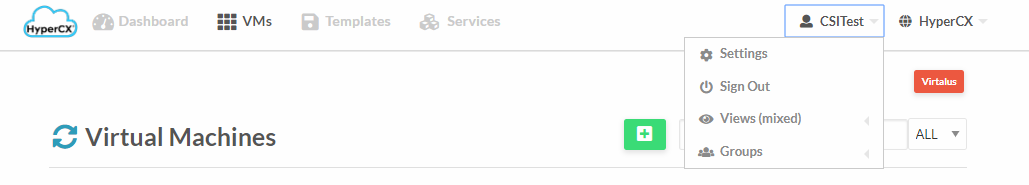 HyperCX
Dashboard
VMs
Templates
Services
CSITest
HyperCX
Settings
Sign Out
Views (mixed)
Groups
Virtalus
Virtual Machines
ALL